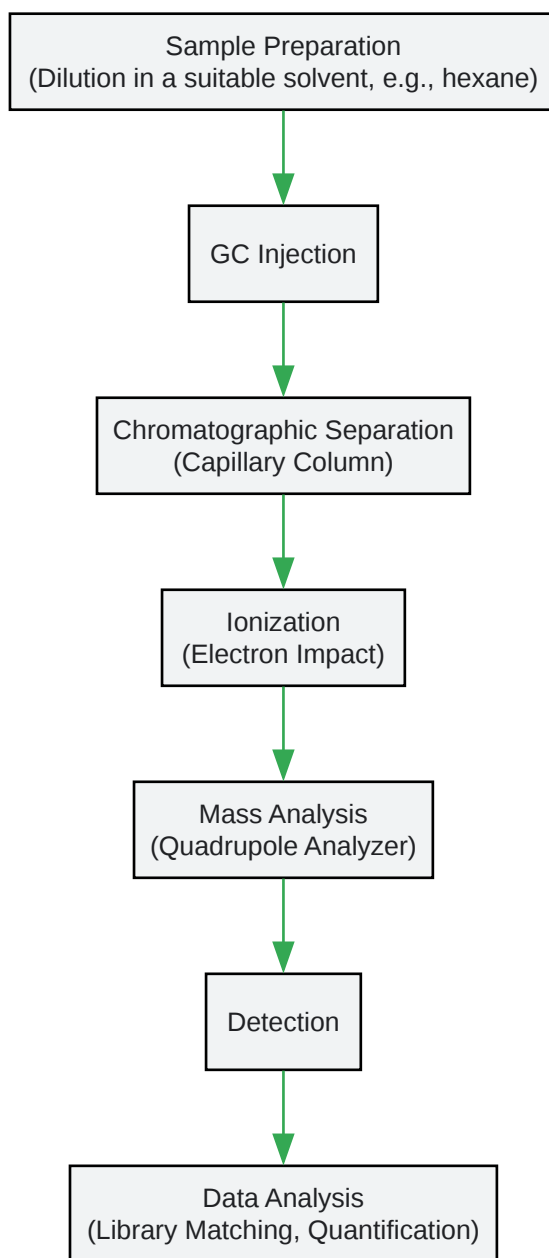 Sample Preparation
(Dilution in a suitable solvent, e.g., hexane)
GC Injection
Chromatographic Separation
(Capillary Column)
Ionization
(Electron Impact)
Mass Analysis
(Quadrupole Analyzer)
Detection
Data Analysis
(Library Matching, Quantification)